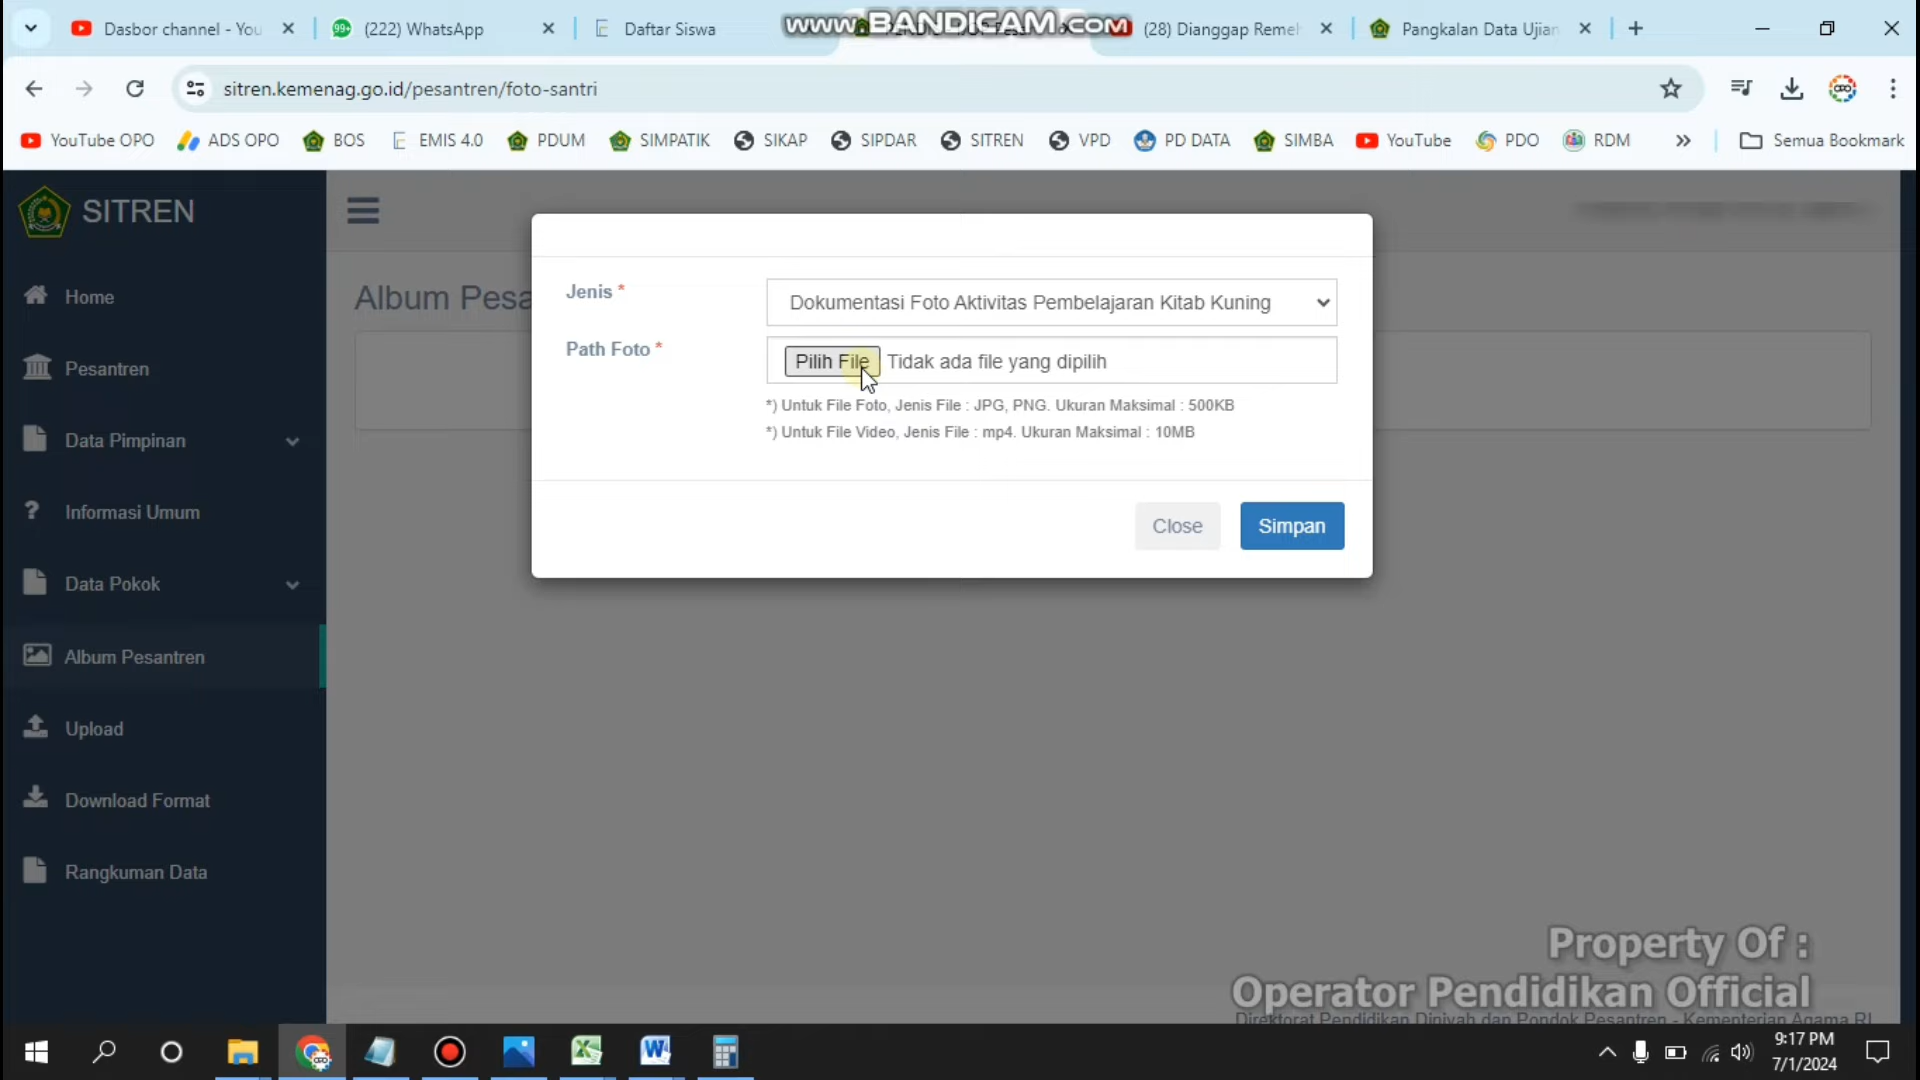 Dasbor channel - You
(222) WhatsApp
Daftar Siswa
www.BANDICAM.com
(28) Dianggap Remeh
Pangkalan Data Ujian
sitren.kemenag.go.id/pesantren/foto-santri
YouTube OPO
ADS OPO
BOS
EMIS 4.0
PDUM
SIMPATIK
SIKAP
SIPDAR
SITREN
VPD
PD DATA
SIMBA
YouTube
PDO
RDM
Semua Bookmark
SITREN
Home
Pesantren
Data Pimpinan
Informasi Umum
Data Pokok
Album Pesantren
Upload
Download Format
Rangkuman Data
Album Pesa
Jenis *
Dokumentasi Foto Aktivitas Pembelajaran Kitab Kuning
Path Foto *
Pilih File Tidak ada file yang dipilih
*) Untuk File Foto, Jenis File : JPG, PNG. Ukuran Maksimal : 500KB
*) Untuk File Video, Jenis File : mp4. Ukuran Maksimal : 10MB
Close
Simpan
Property Of :
Operator Pendidikan Official
Direktorat Pendidikan Diniyah dan Pondok Pesantren - Kementerian Agama RI
9:17 PM
7/1/2024